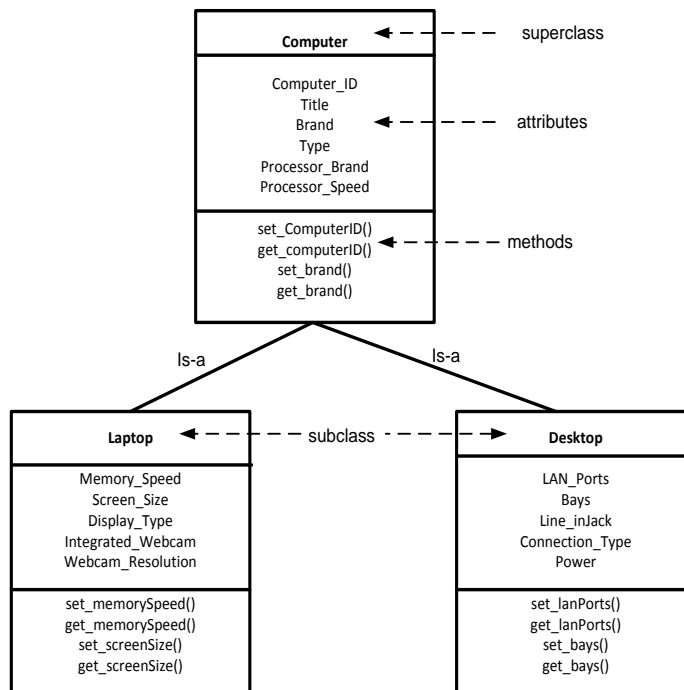 Computer
superclass
Computer_ID
Title
Brand
attributes
Type
Processor_Brand
Processor_Speed
set_ComputerID()
get_computerID()
methods
set_brand()
get_brand()
Is-a
Is-a
Laptop
subclass
Desktop
Memory_Speed
Screen_Size
Display_Type
Integrated_Webcam
Webcam_Resolution
LAN_Ports
Bays
Line_inJack
Connection_Type
Power
set_memorySpeed()
get_memorySpeed()
set_screenSize()
get_screenSize()
set_lanPorts()
get_lanPorts()
set_bays()
get_bays()